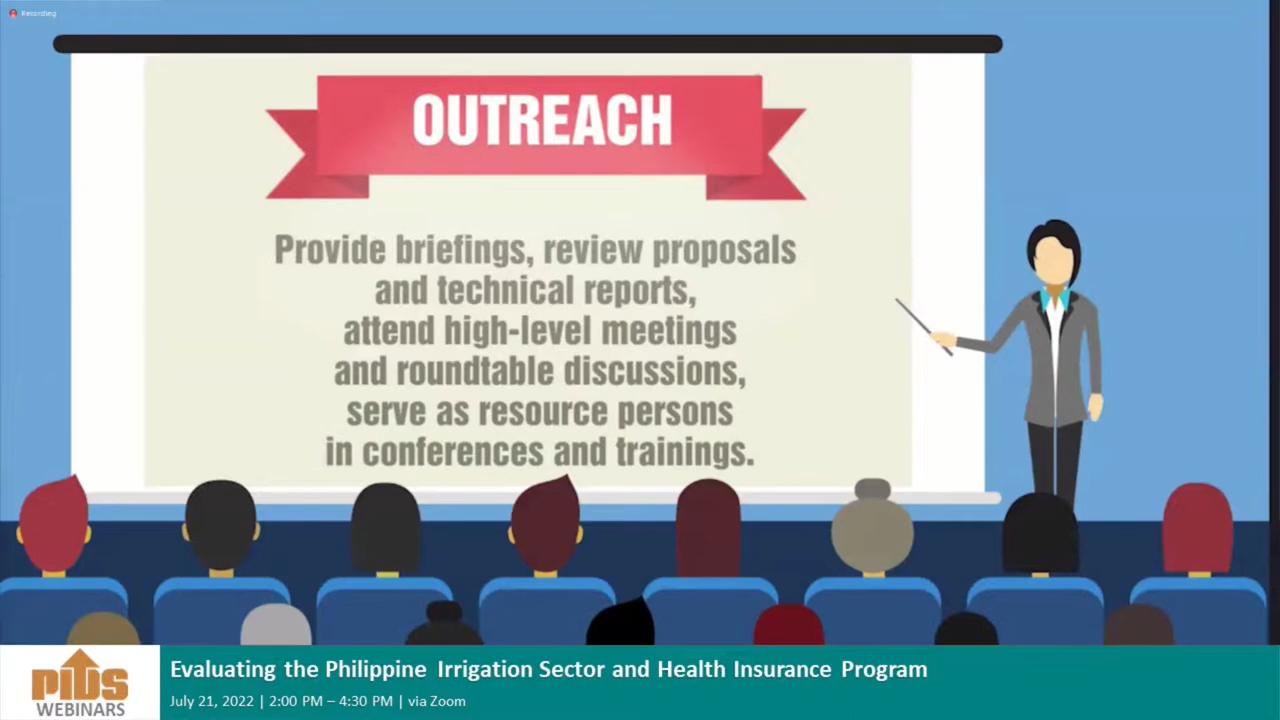 Recording
OUTREACH
Provide briefings, review proposals
and technical reports,
attend high-level meetings
and roundtable discussions,
serve as resource persons
in conferences and trainings.
pids
WEBINARS
Evaluating the Philippine Irrigation Sector and Health Insurance Program
July 21, 2022 | 2:00 PM – 4:30 PM | via Zoom